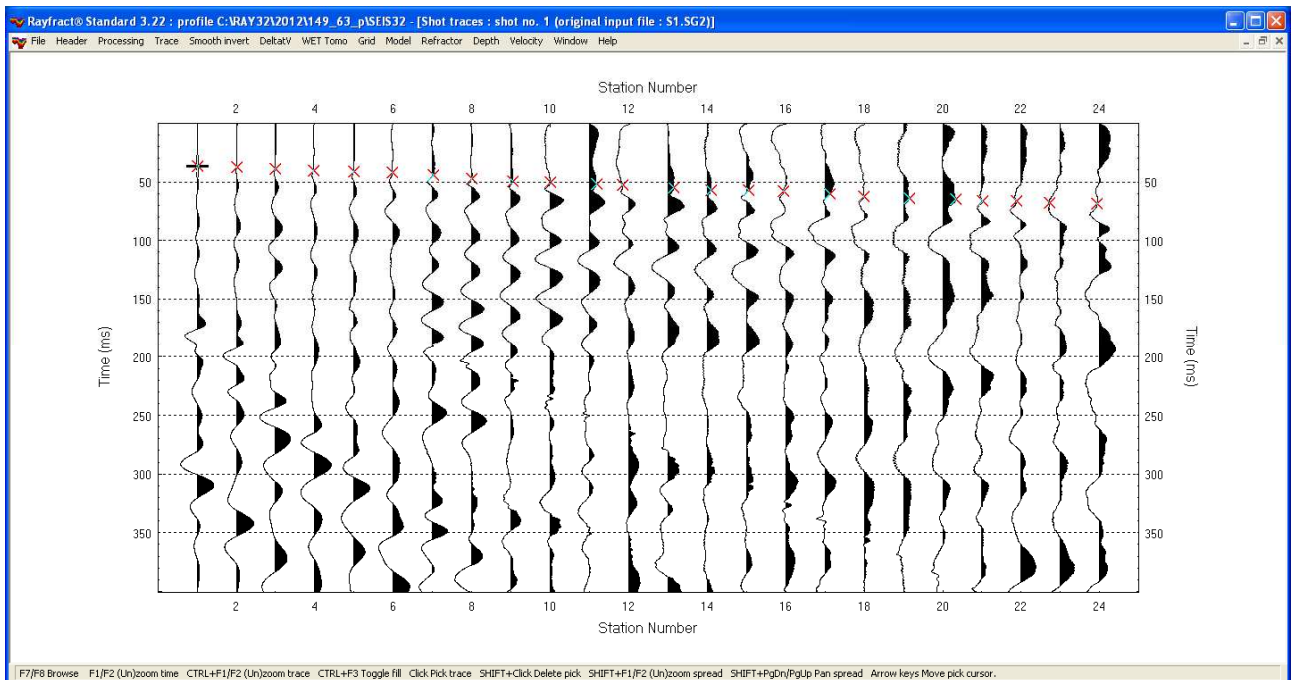 Rayfract® Standard 3.22 : profile C:\RAY32\2012\149_63_p\SEIS32 - [Shot traces : shot no. 1 (original input file : S1.SG2)]
File Header Processing Trace Smooth invert DeltatV WET Tomo Grid Model Refractor Depth Velocity Window Help
Station Number
2 4 6 8 10 12 14 16 18 20 22 24
50 50
100 100
150 150
Time (ms) Time (ms)
200 200
250 250
300 300
350 350
2 4 6 8 10 12 14 16 18 20 22 24
Station Number
F7/F8 Browse F1/F2 (Un)zoom time CTRL+F1/F2 (Un)zoom trace CTRL+F3 Toggle fill Click Pick trace SHIFT+Click Delete pick SHIFT+F1/F2 (Un)zoom spread SHIFT+PgDn/PgUp Pan spread Arrow keys Move pick cursor.